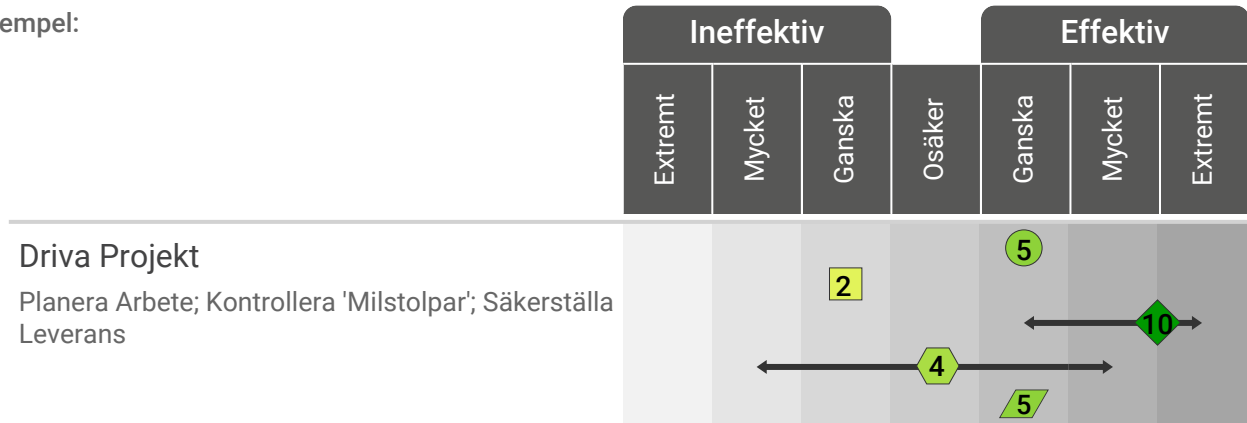 empel:
Ineffektiv
Effektiv
Extremt
Mycket
Ganska
Osäker
Ganska
Mycket
Extremt
Driva Projekt
Planera Arbete; Kontrollera 'Milstolpar'; Säkerställa
Leverans
5
2
10
4
5